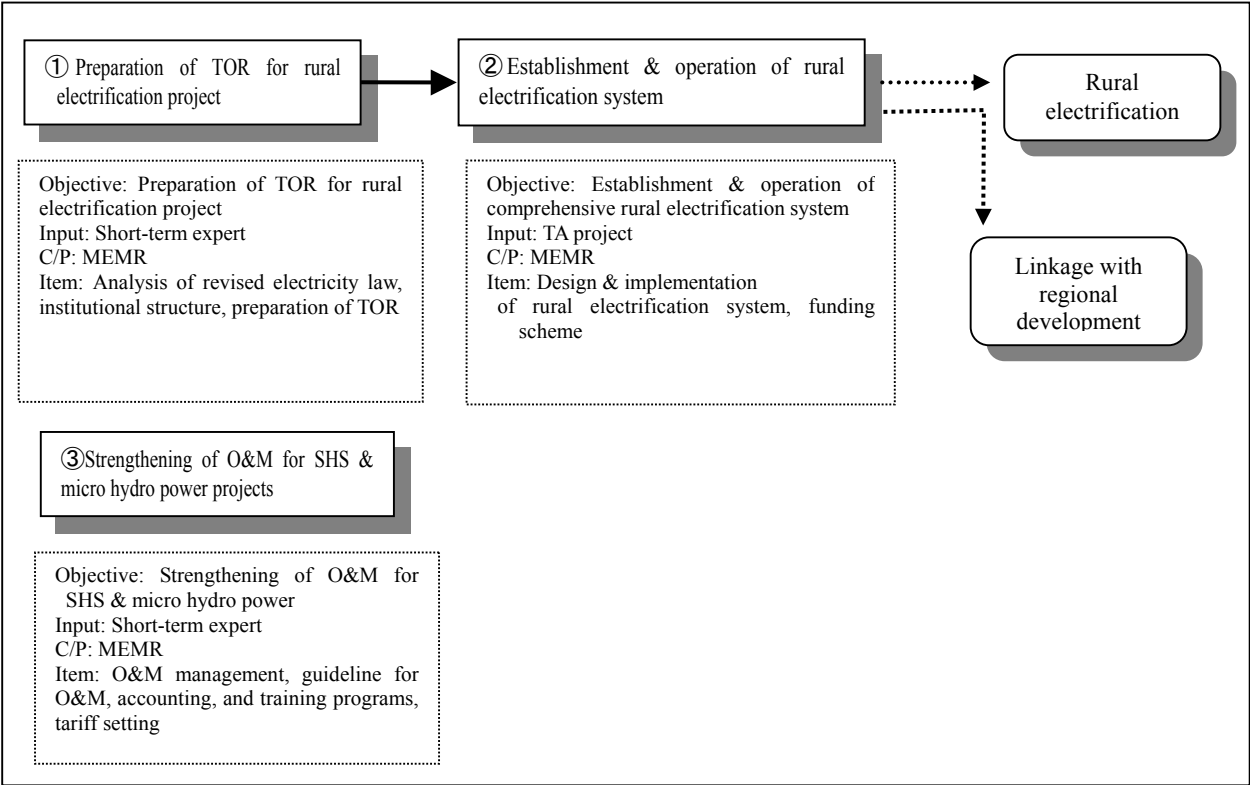 ① Preparation of TOR for rural
electrification project
② Establishment & operation of rural
electrification system
Rural
electrification
Objective: Preparation of TOR for rural
electrification project
Input: Short-term expert
C/P: MEMR
Item: Analysis of revised electricity law,
institutional structure, preparation of TOR
Objective: Establishment & operation of
comprehensive rural electrification system
Input: TA project
C/P: MEMR
Item: Design & implementation
of rural electrification system, funding
scheme
Linkage with
regional
development
③Strengthening of O&M for SHS &
micro hydro power projects
Objective: Strengthening of O&M for
SHS & micro hydro power
Input: Short-term expert
C/P: MEMR
Item: O&M management, guideline for
O&M, accounting, and training programs,
tariff setting